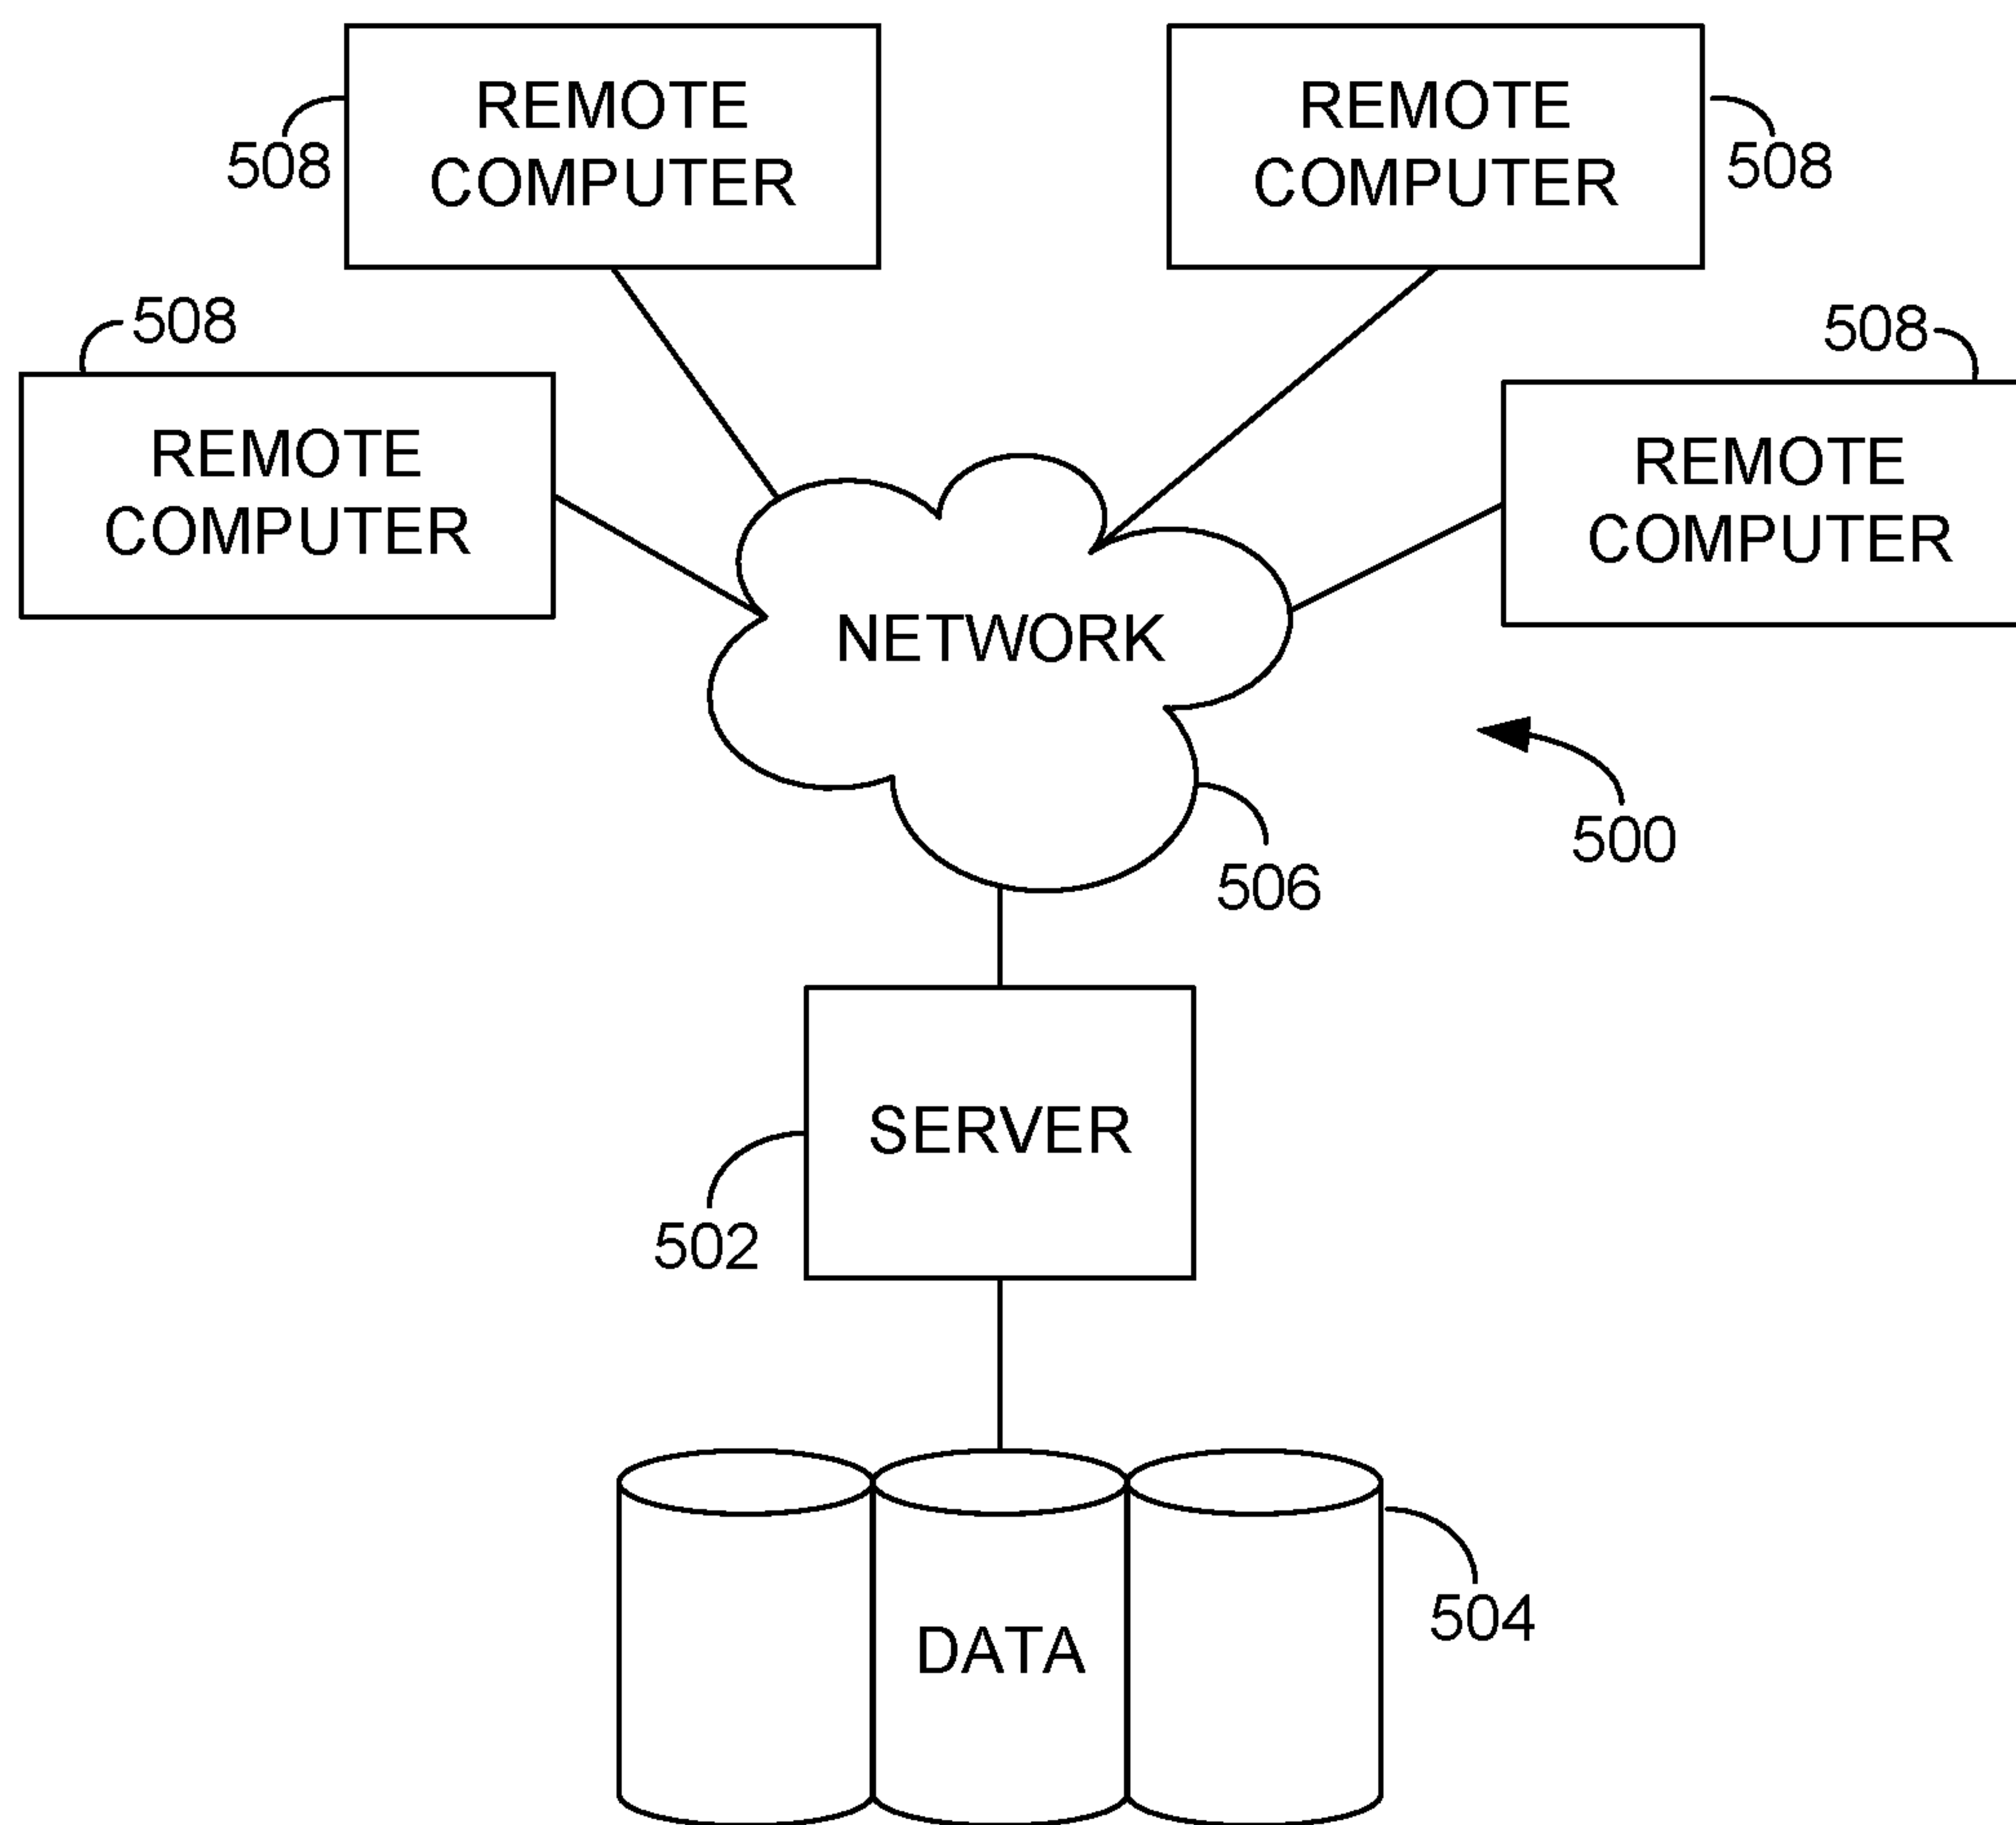 REMOTE
COMPUTER
508
REMOTE
COMPUTER
508
508
REMOTE
COMPUTER
508
REMOTE
COMPUTER
NETWORK
500
506
SERVER
502
504
DATA